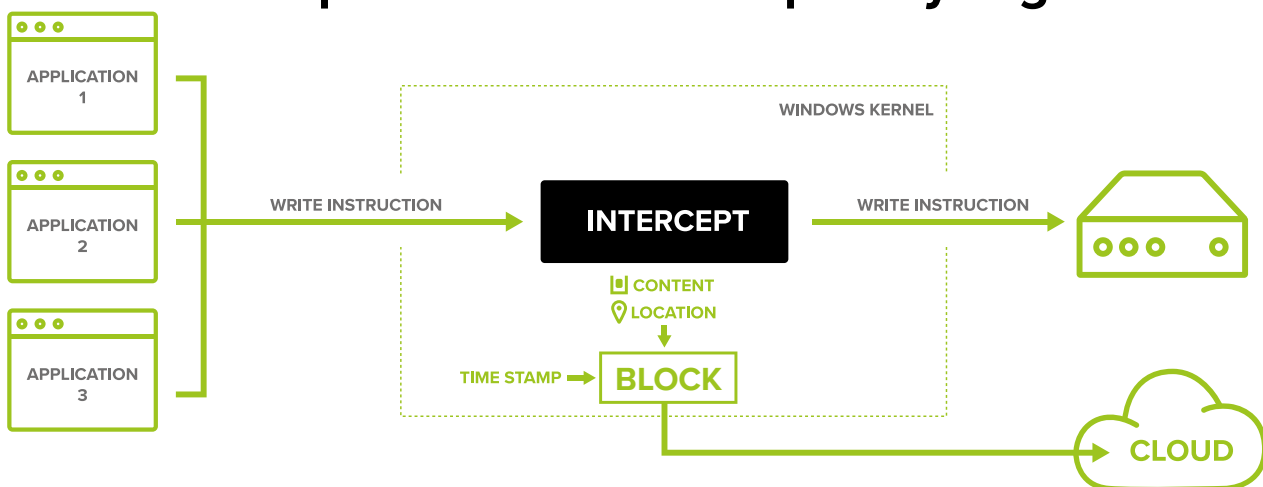 APPLICATION
1
WINDOWS KERNEL
WRITE INSTRUCTION
INTERCEPT
WRITE INSTRUCTION
APPLICATION
2
CONTENT
LOCATION
TIME STAMP
BLOCK
APPLICATION
3
CLOUD